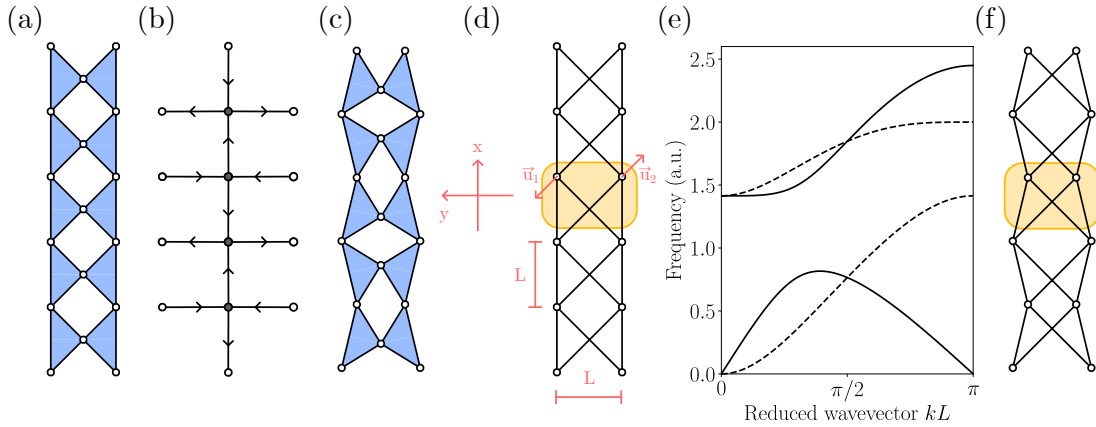 (a) (b) (c) (d) (e) (f)
x
y
L
L
u⃗₁
u⃗₂
Frequency (a.u.)
2.5
2.0
1.5
1.0
0.5
0.0
0
π/2
π
Reduced wavevector kL